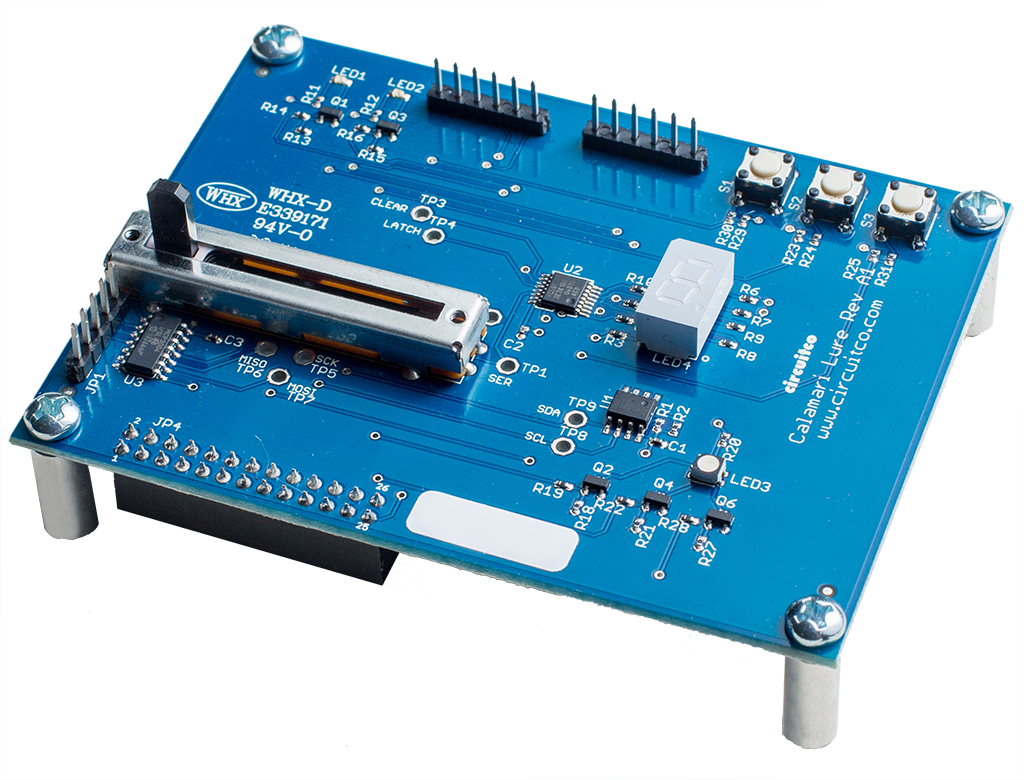 LED1
LED2
R11
Q1
R12
Q3
R14
R13
R16
R15
WHX
WHX-D
E339171
94V-0
TP3
CLEAR
TP4
LATCH
S1
S2
S3
R30
R29
R23
R24
R25
R31
U2
R6
R7
R9
R8
R3
LED4
C2
TP1
SER
C3
U3
JP1
MISO
TP6
SCK
TP5
MOSI
TP7
SDA
TP9
SCL
TP8
R1
R2
C1
R20
LED3
JP4
2
1
26
25
Q2
R19
R18
R22
Q4
R21
R28
Q6
R27
circuitco
Calamari Lure Rev A1
www.circuitco.com